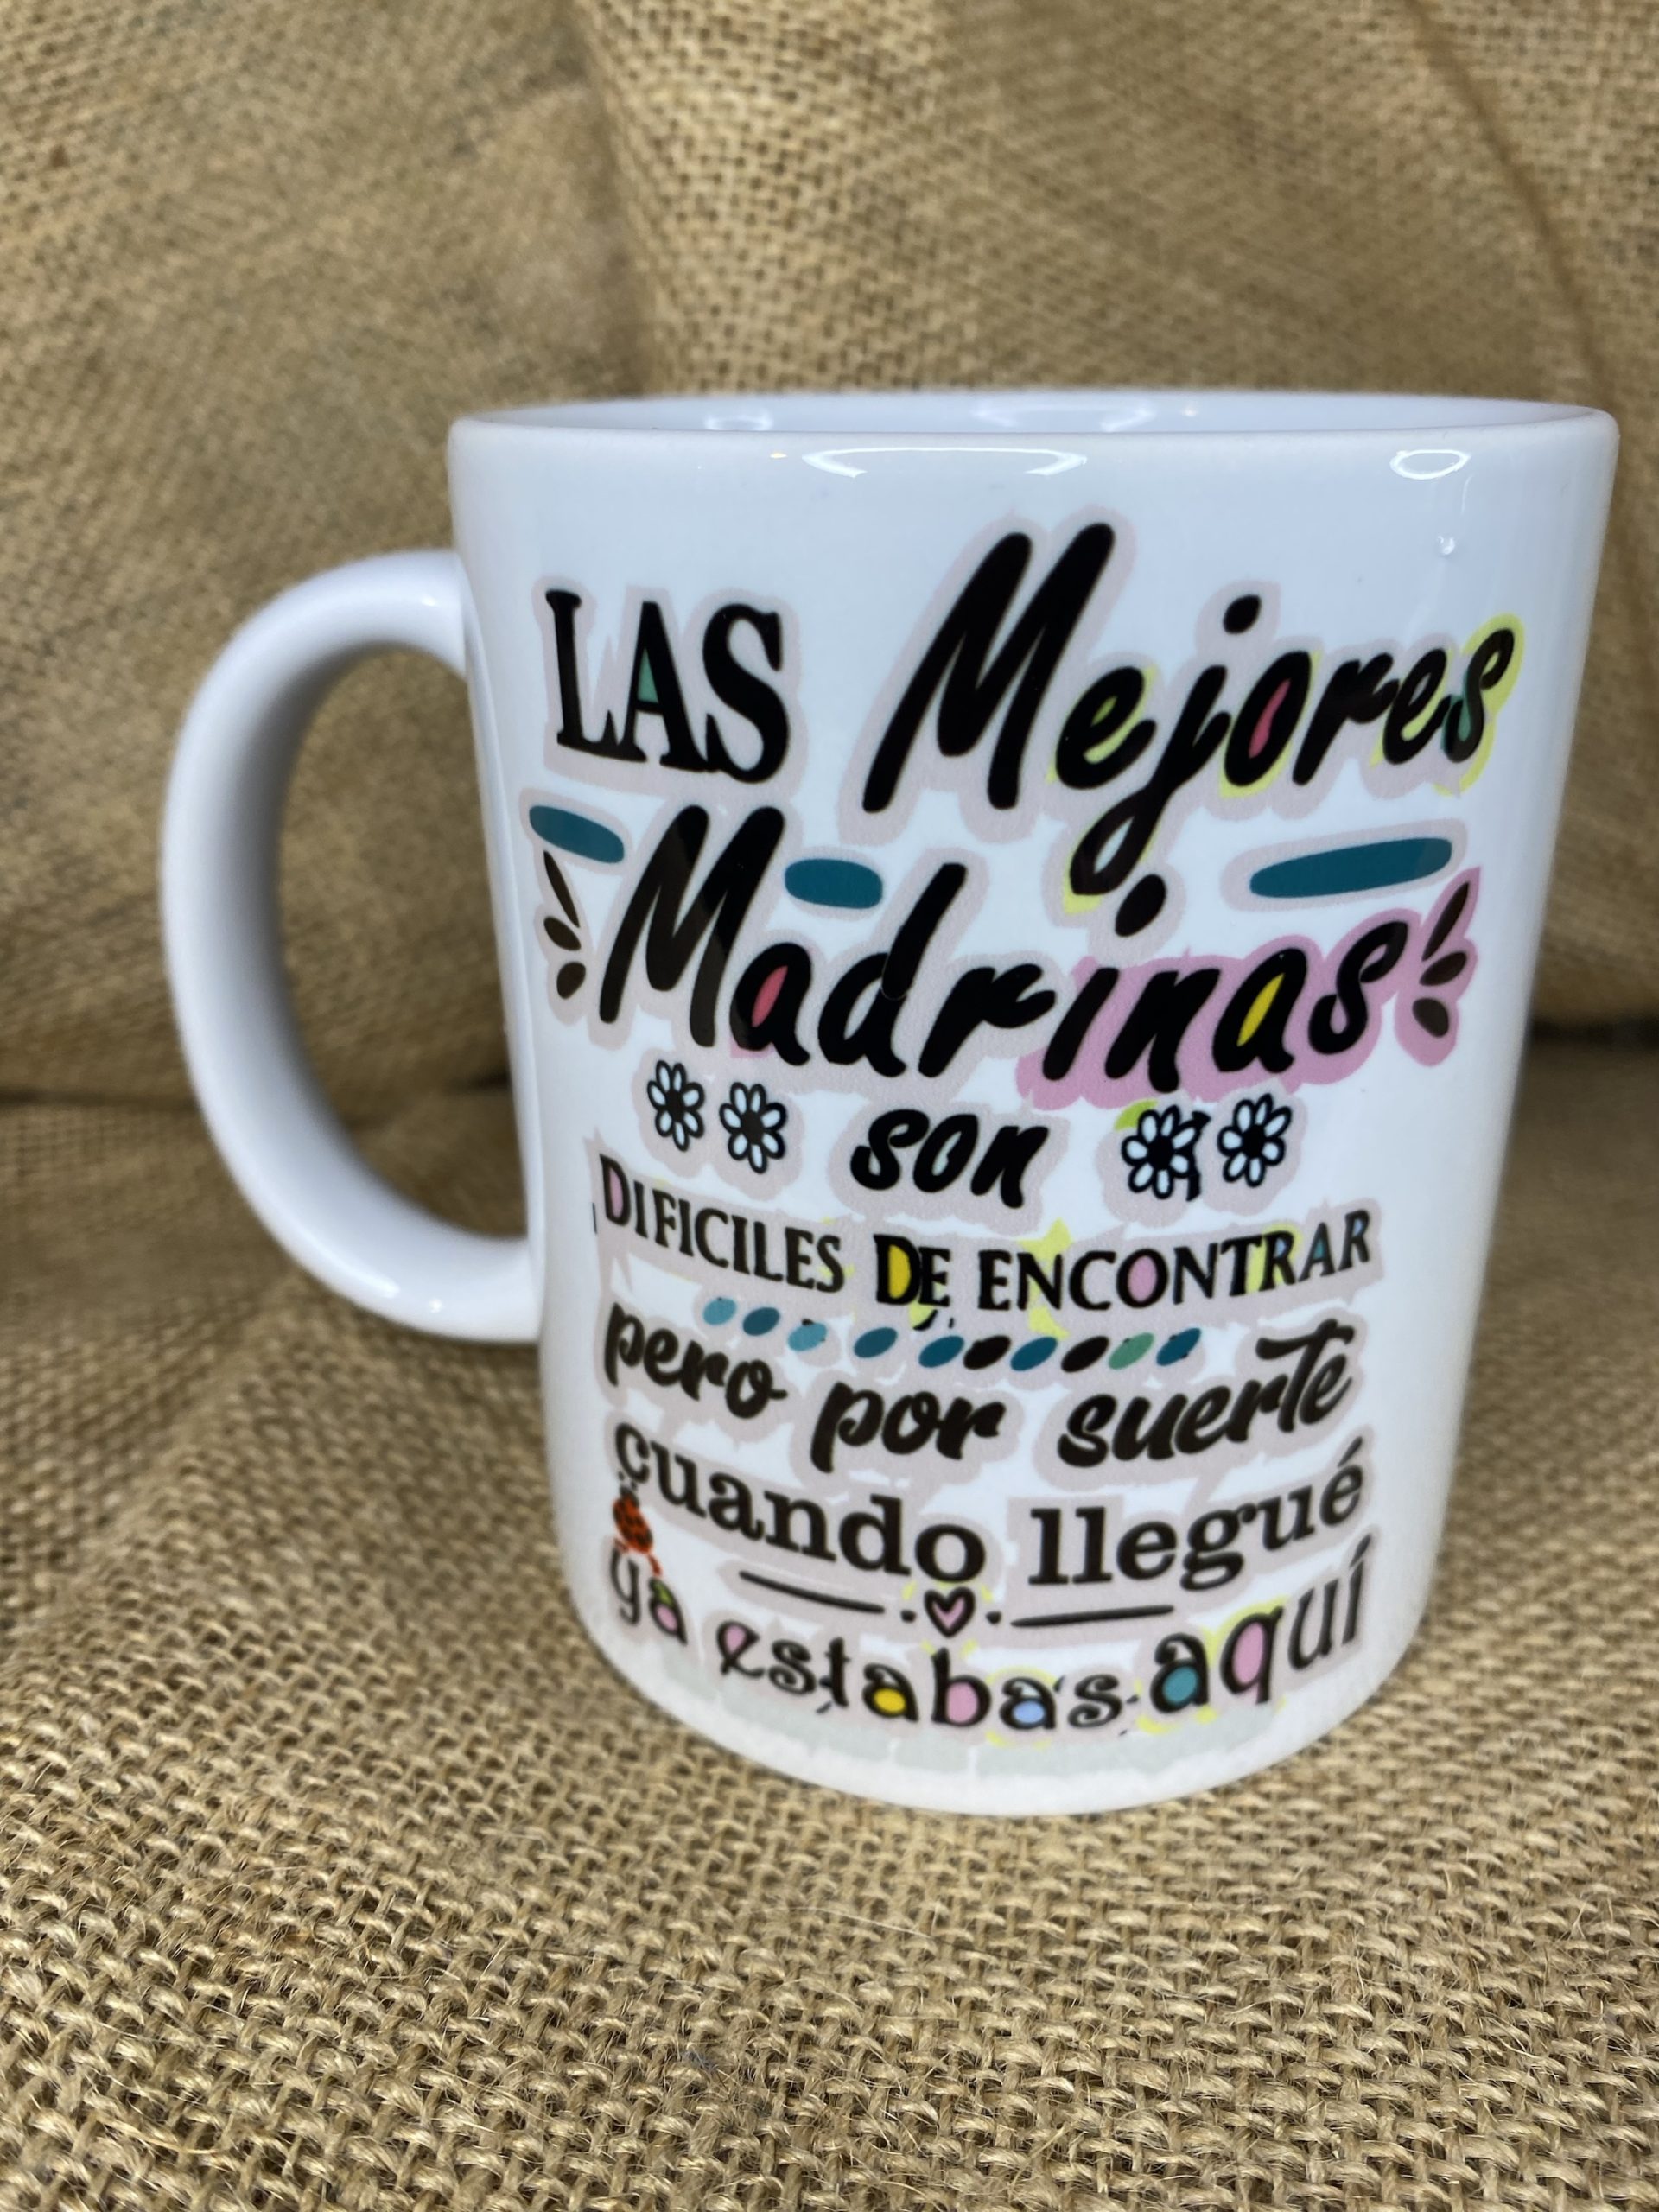 LAS Mejores
Madrinas
son
DIFICILES DE ENCONTRAR
pero por suerte
cuando llegué
ya estabas aquí